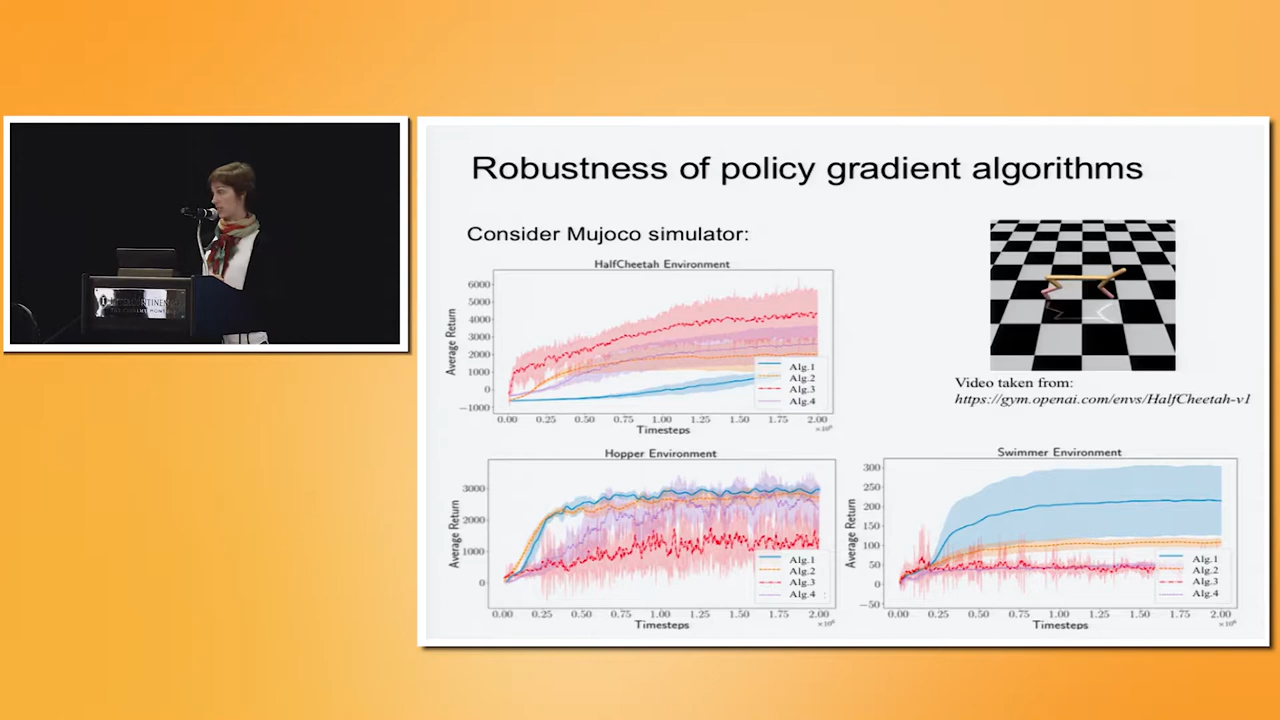 INTERCONTINENTAL
Robustness of policy gradient algorithms
Consider Mujoco simulator:
HalfCheetah Environment
Average Return
6000
5000
4000
3000
2000
1000
0
−1000
Alg.1
Alg.2
Alg.3
Alg.4
0.00 0.25 0.50 0.75 1.00 1.25 1.50 1.75 2.00
Timesteps
×10⁶
Video taken from:
https://gym.openai.com/envs/HalfCheetah-v1
Hopper Environment
Average Return
3000
2000
1000
0
Alg.1
Alg.2
Alg.3
Alg.4
0.00 0.25 0.50 0.75 1.00 1.25 1.50 1.75 2.00
Timesteps
×10⁶
Swimmer Environment
Average Return
300
250
200
150
100
50
0
−50
Alg.1
Alg.2
Alg.3
Alg.4
0.00 0.25 0.50 0.75 1.00 1.25 1.50 1.75 2.00
Timesteps
×10⁶